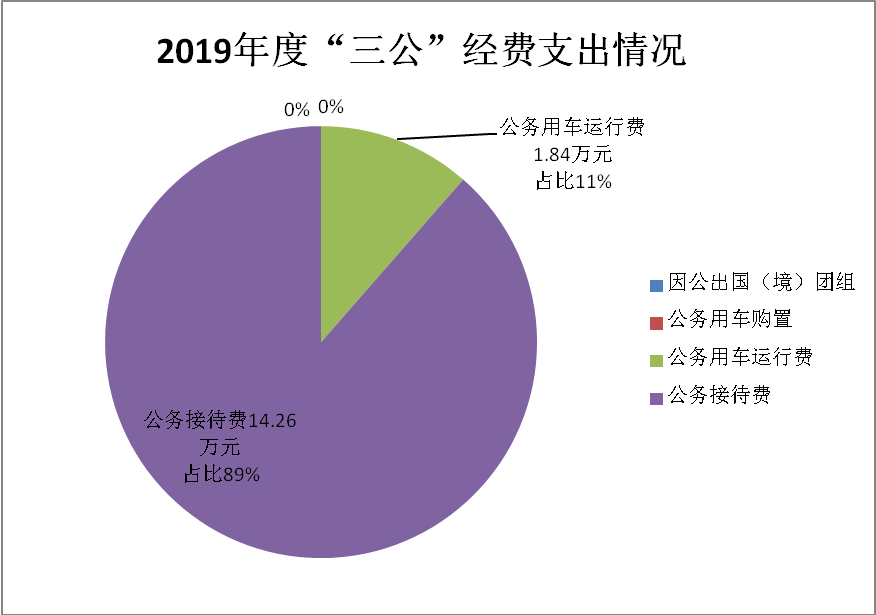 2019年度“三公”经费支出情况
0% 0%
公务用车运行费
1.84万元
占比11%
因公出国（境）团组
公务用车购置
公务用车运行费
公务接待费
公务接待费14.26
万元
占比89%